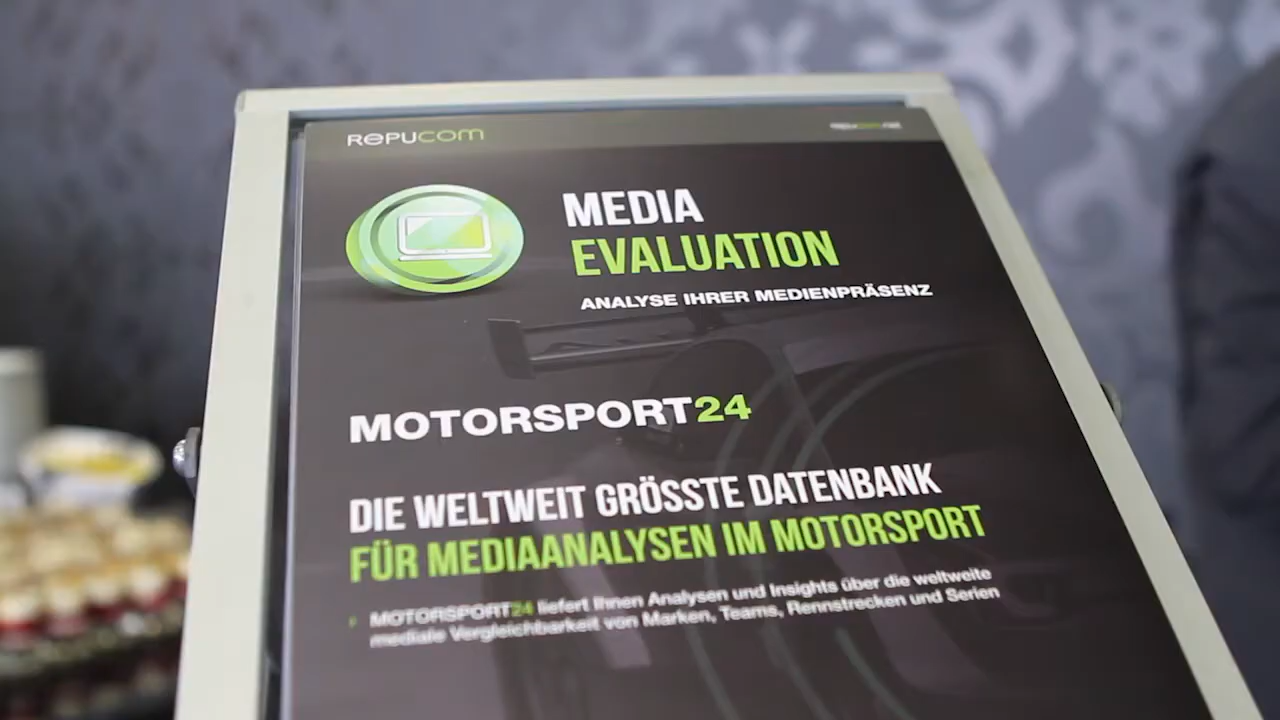 REPUCOM
MEDIA
EVALUATION
ANALYSE IHRER MEDIENPRÄSENZ
MOTORSPORT24
DIE WELTWEIT GRÖSSTE DATENBANK
FÜR MEDIAANALYSEN IM MOTORSPORT
MOTORSPORT24 liefert Ihnen Analysen und Insights über die weltweite
mediale Vergleichbarkeit von Marken, Teams, Rennstrecken und Serien